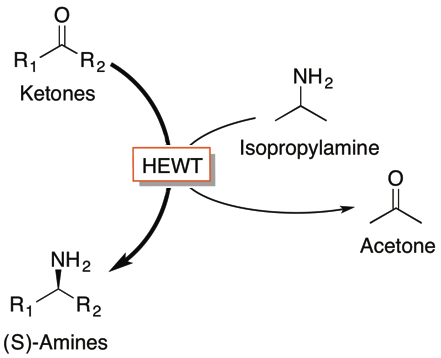 O
R1 R2
Ketones
NH2
Isopropylamine
HEWT
O
Acetone
NH2
R1 R2
(S)-Amines